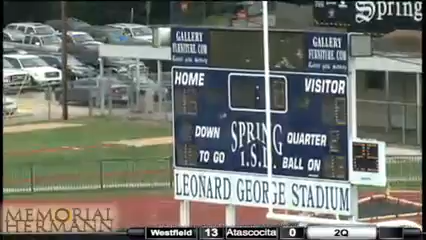 Spring
GALLERY
FURNITURE.COM
GALLERY
FURNITURE.COM
HOME
VISITOR
DOWN
SPRING
QUARTER
TO GO
I.S.D.
BALL ON
LEONARD GEORGE STADIUM
MEMORIAL
HERMANN
Westfield 13 Atascocita 0 2Q